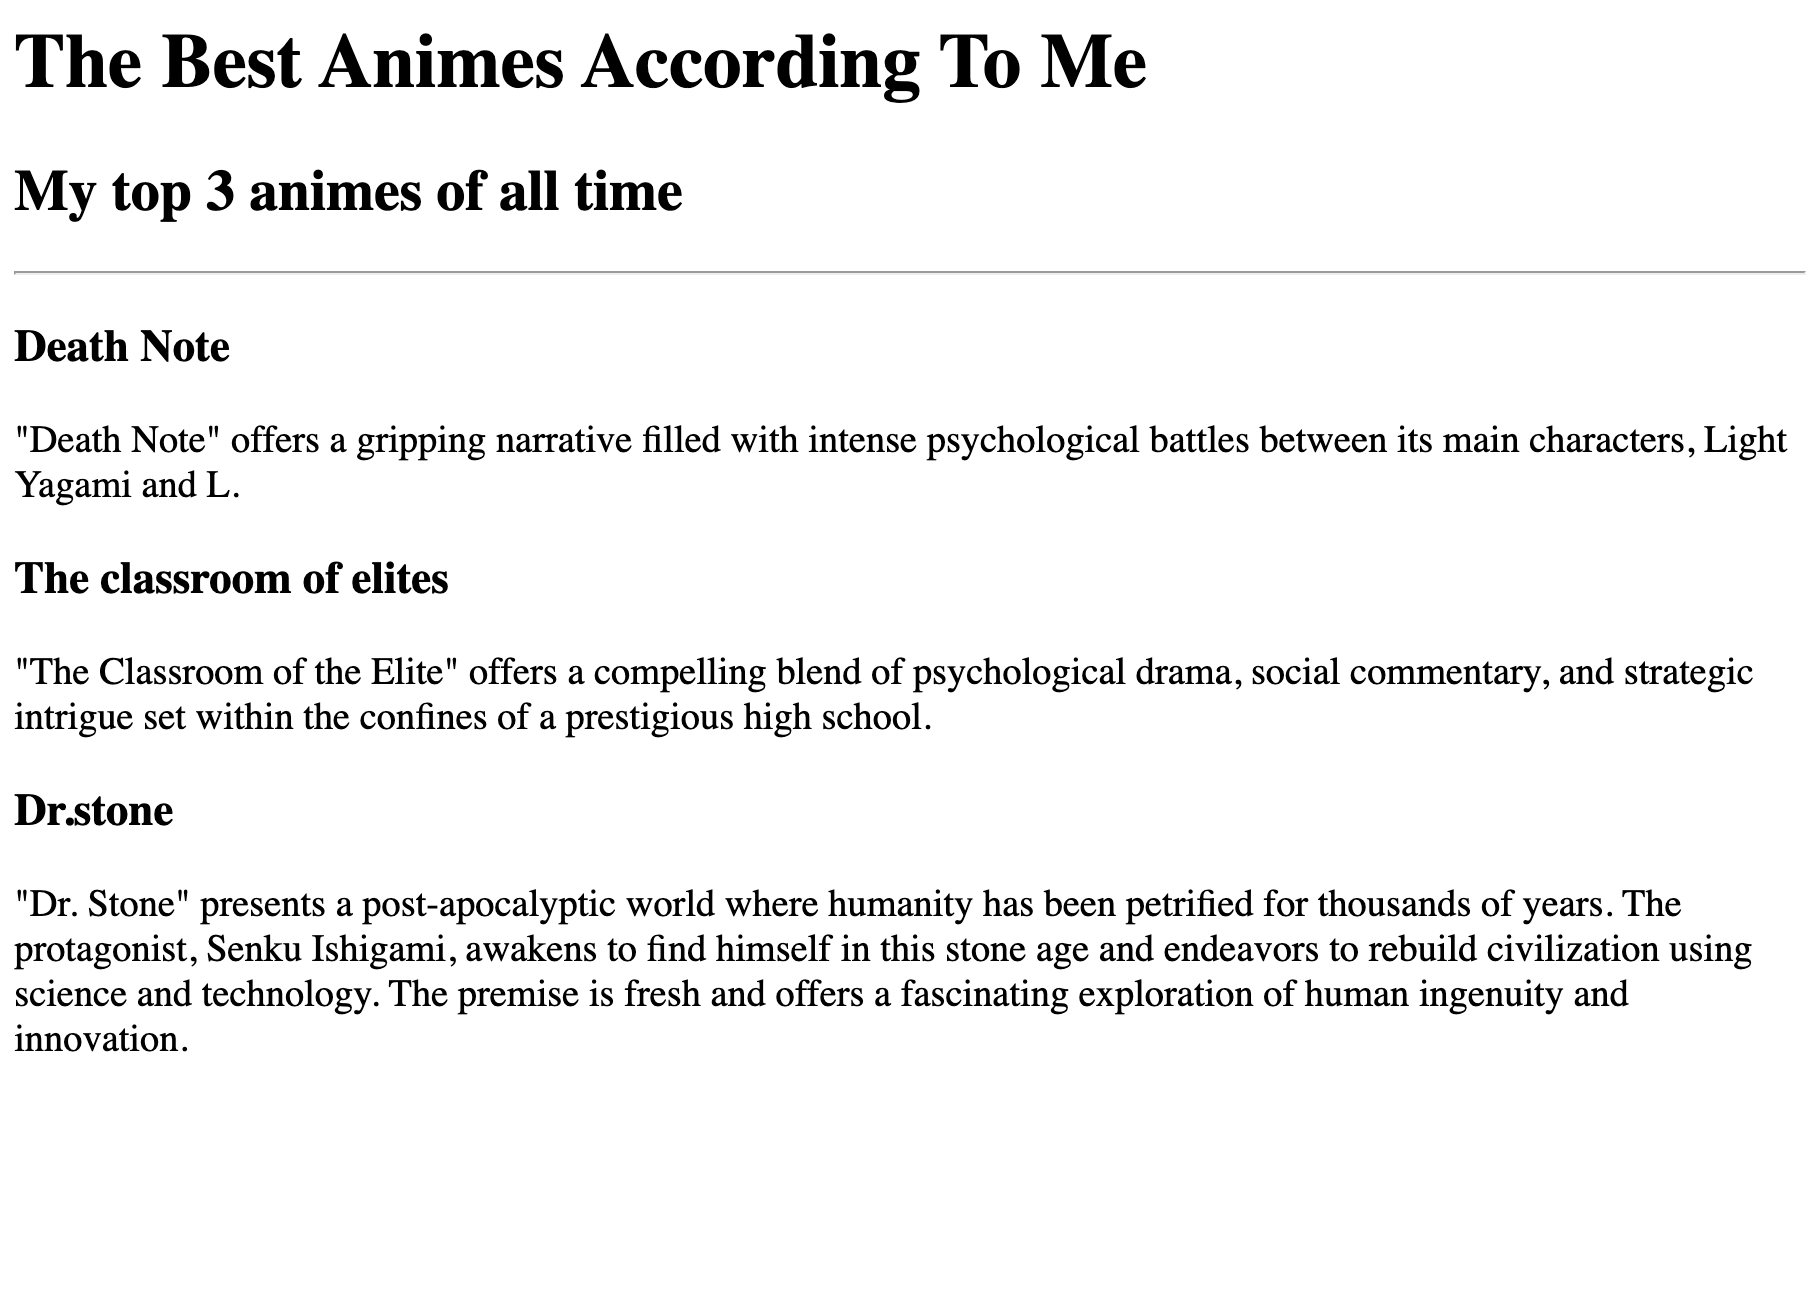 The Best Animes According To Me
My top 3 animes of all time
Death Note
"Death Note" offers a gripping narrative filled with intense psychological battles between its main characters, Light
Yagami and L.
The classroom of elites
"The Classroom of the Elite" offers a compelling blend of psychological drama, social commentary, and strategic
intrigue set within the confines of a prestigious high school.
Dr.stone
"Dr. Stone" presents a post-apocalyptic world where humanity has been petrified for thousands of years. The
protagonist, Senku Ishigami, awakens to find himself in this stone age and endeavors to rebuild civilization using
science and technology. The premise is fresh and offers a fascinating exploration of human ingenuity and
innovation.